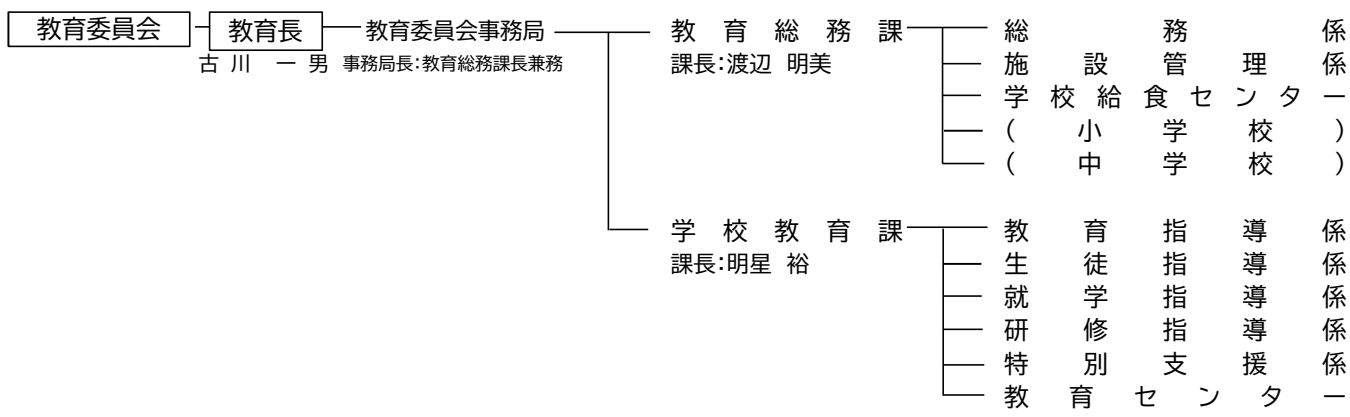 教育委員会 教育長 教育委員会事務局 教育総務課 総務係
古川 一男 事務局長:教育総務課長兼務 課長:渡辺 明美 施設管理係
学校給食センター
(小学校)
(中学校)
学校教育課 教育指導係
課長:明星 裕 生徒指導係
就学指導係
研修指導係
特別支援係
教育センター